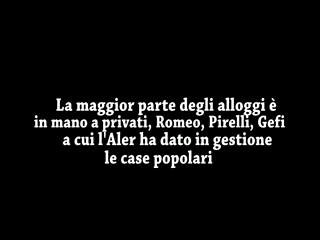 La maggior parte degli alloggi è
in mano a privati, Romeo, Pirelli, Gefi
a cui l'Aler ha dato in gestione
le case popolari